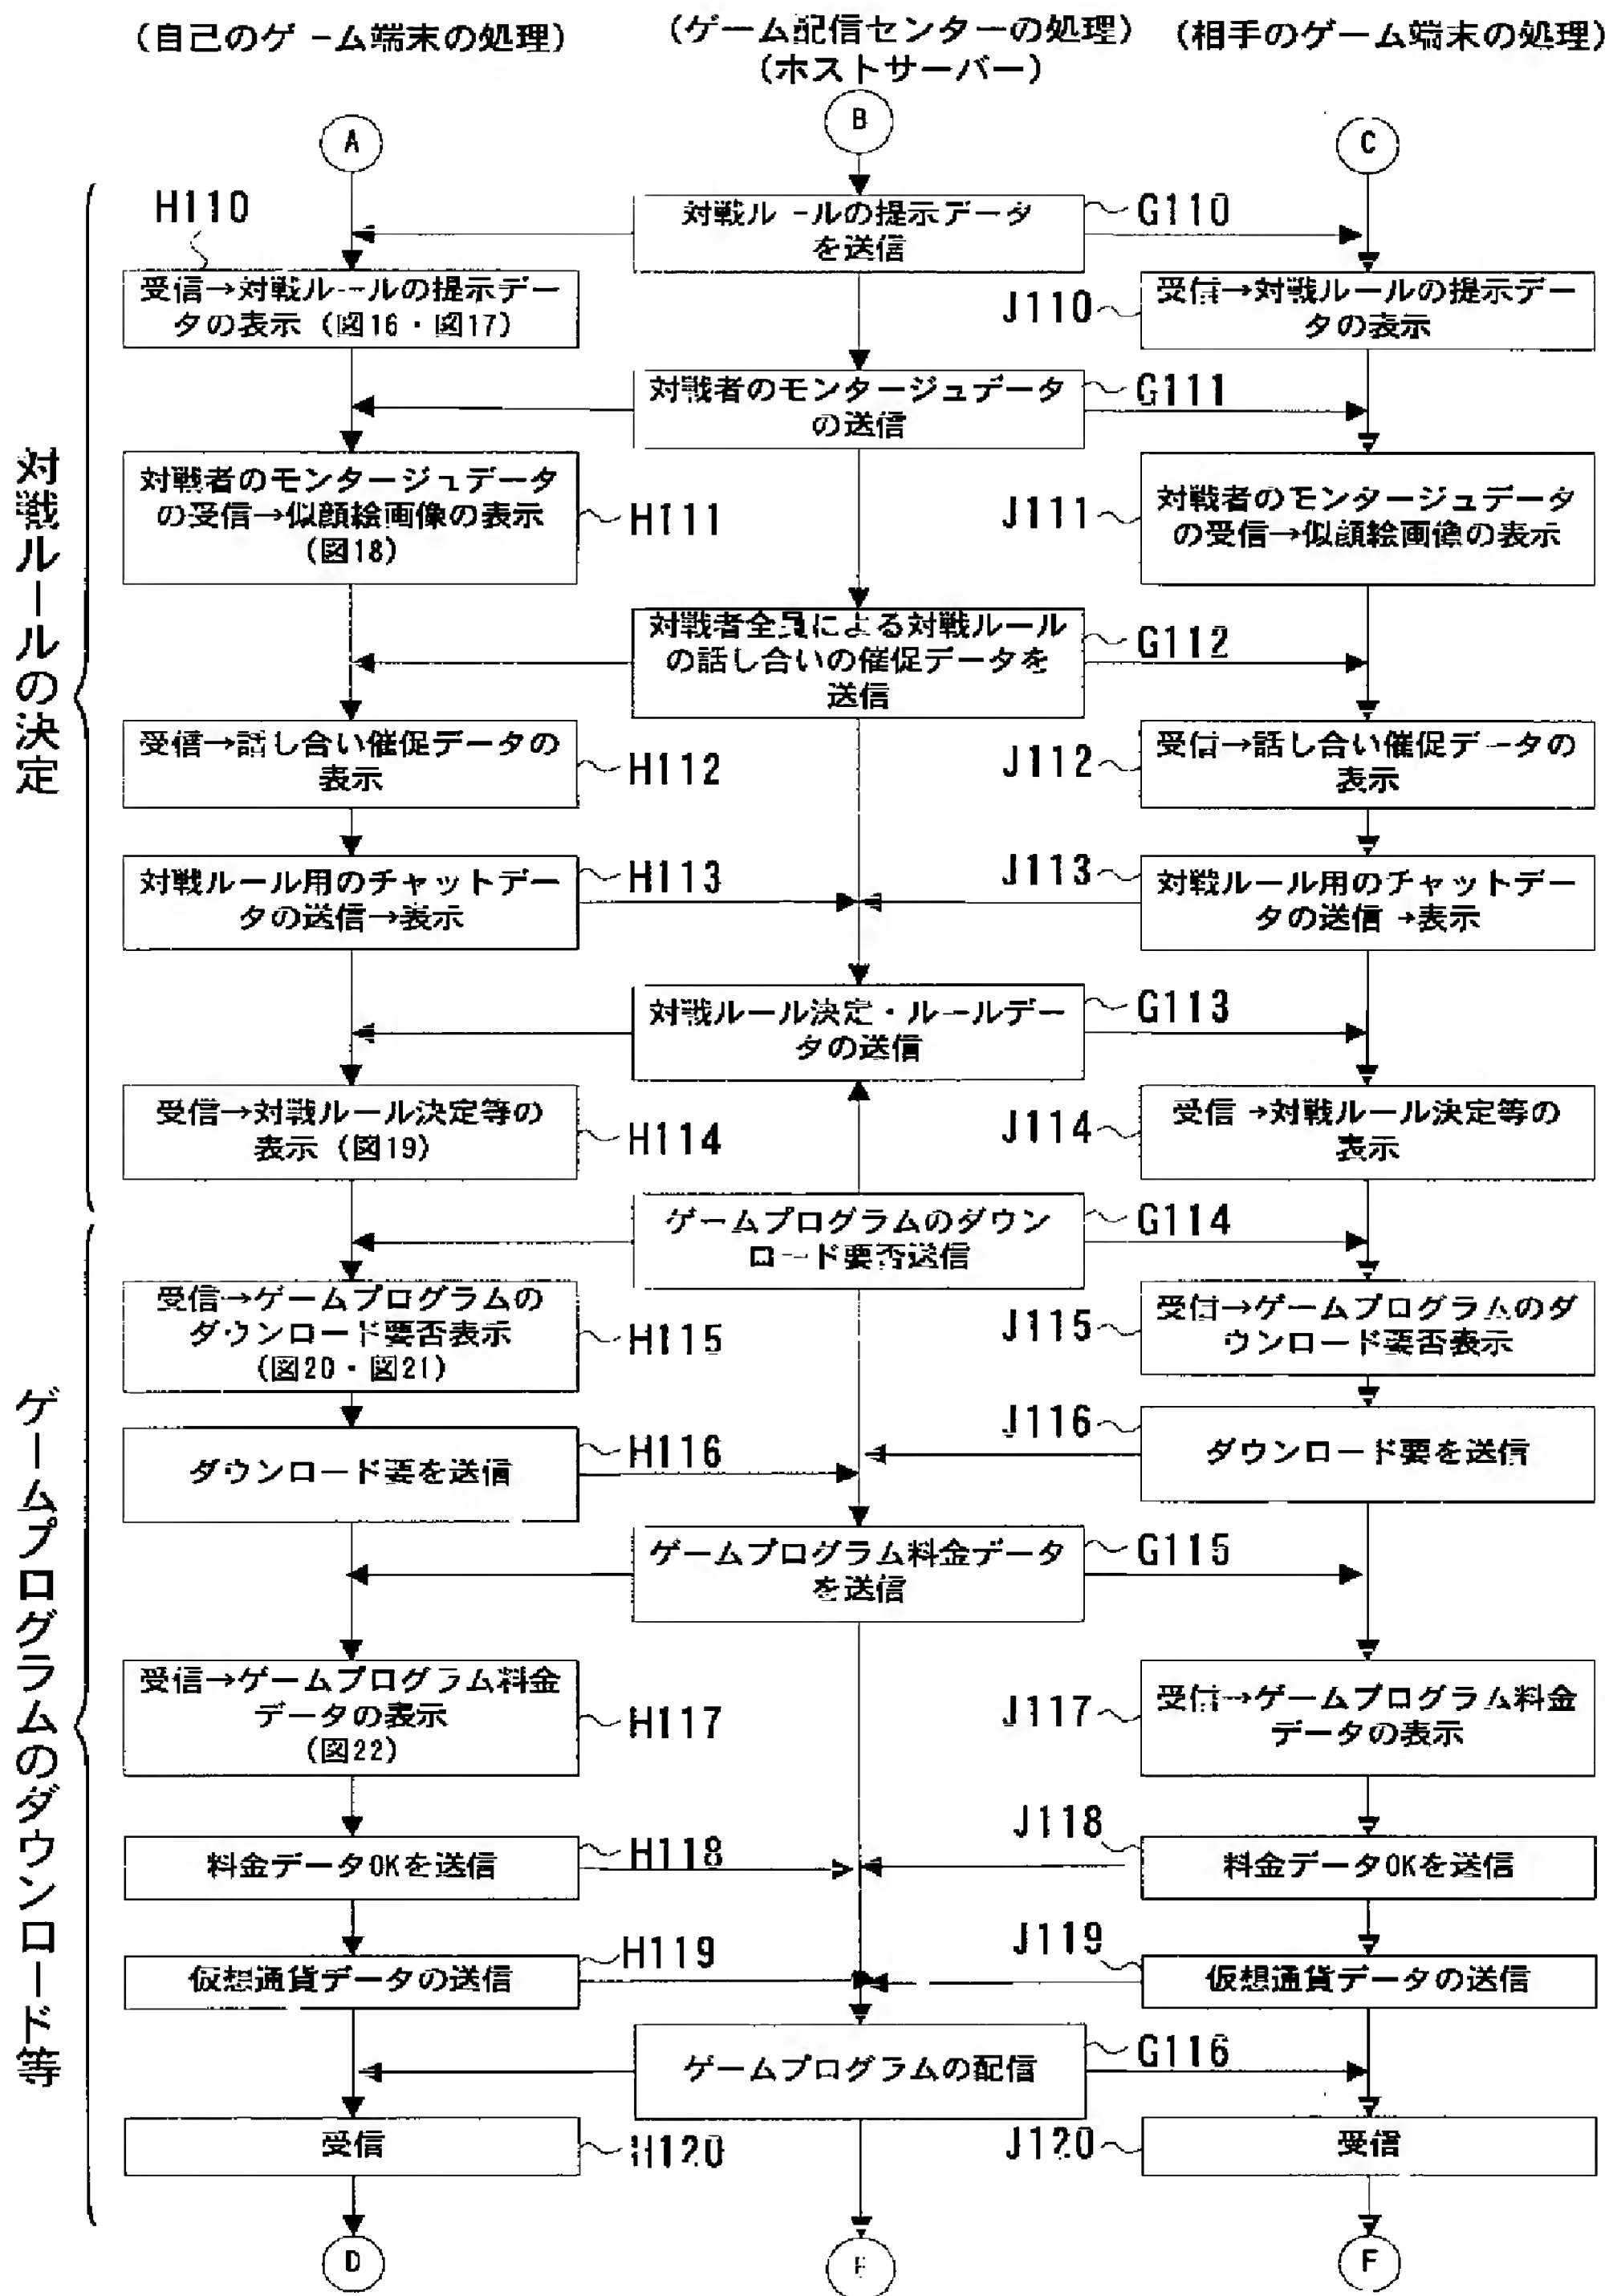 (自己のゲーム端末の処理)
(ゲーム配信センターの処理)
(ホストサーバー)
(相手のゲーム端末の処理)
A
B
C
対戦ルールの決定
対戦ルールの提示データ
を送信
G110
H110
受信→対戦ルールの提示デー
タの表示(図16・図17)
J110
受信→対戦ルールの提示デー
タの表示
対戦者のモンタージュデータ
の送信
G111
対戦者のモンタージュデータ
の受信→似顔絵画像の表示
(図18)
H111
J111
対戦者のモンタージュデータ
の受信→似顔絵画像の表示
対戦者全員による対戦ルール
の話し合いの催促データを
送信
G112
受信→話し合い催促データの
表示
H112
J112
受信→話し合い催促データの
表示
対戦ルール用のチャットデー
タの送信→表示
H113
J113
対戦ルール用のチャットデー
タの送信→表示
対戦ルール決定・ルールデー
タの送信
G113
受信→対戦ルール決定等の
表示(図19)
H114
J114
受信→対戦ルール決定等の
表示
ゲームプログラムのダウンロード等
ゲームプログラムのダウン
ロード要否送信
G114
受信→ゲームプログラムの
ダウンロード要否表示
(図20・図21)
H115
J115
受信→ゲームプログラムのダ
ウンロード要否表示
ダウンロード要を送信
H116
J116
ダウンロード要を送信
ゲームプログラム料金データ
を送信
G115
受信→ゲームプログラム料金
データの表示
(図22)
H117
J117
受信→ゲームプログラム料金
データの表示
料金データOKを送信
H118
J118
料金データOKを送信
仮想通貨データの送信
H119
J119
仮想通貨データの送信
ゲームプログラムの配信
G116
受信
H120
J120
受信
D
F